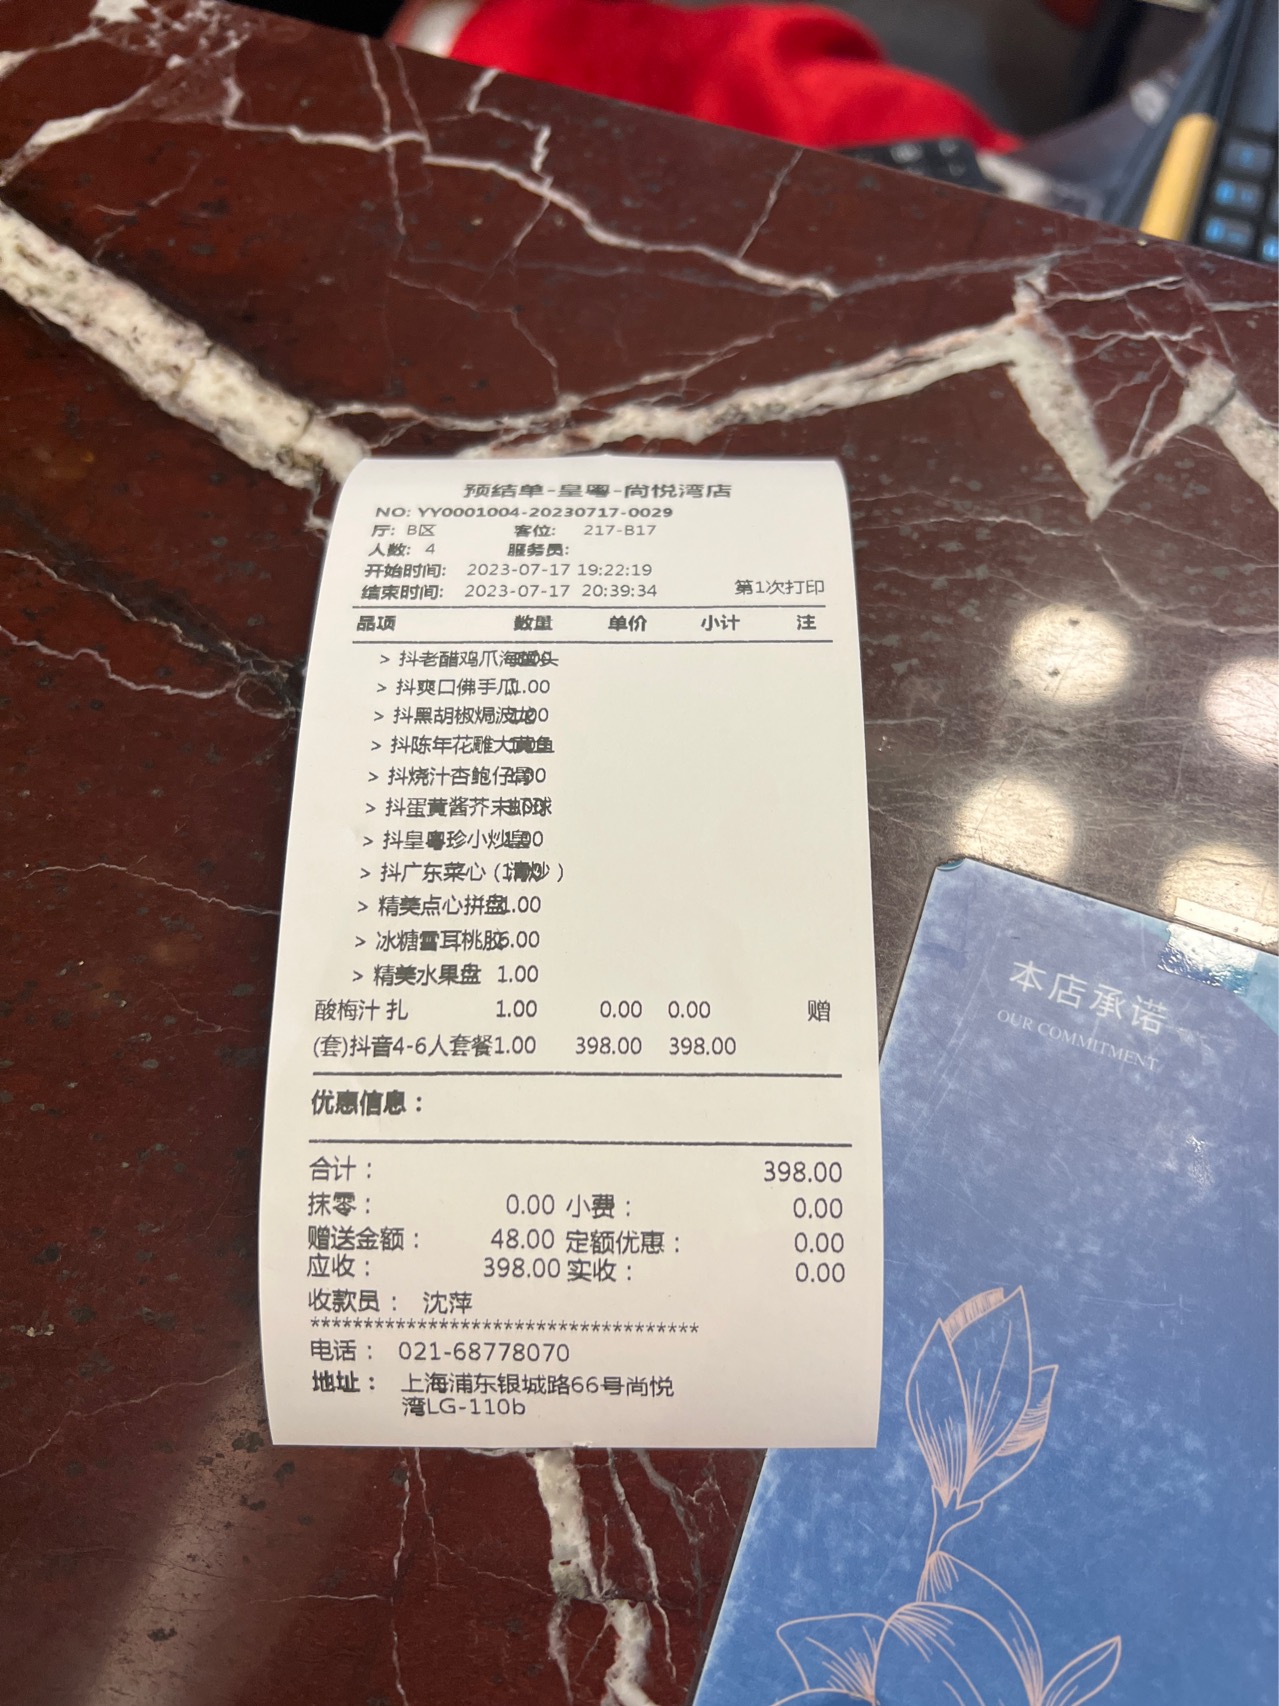 预结单-皇粤-尚悦湾店
NO: YY0001004-20230717-0029
厅: B区 客位: 217-B17
人数: 4 服务员:
开始时间: 2023-07-17 19:22:19
结束时间: 2023-07-17 20:39:34 第1次打印
品项 数量 单价 小计 注
> 抖老醋鸡爪海蜇头
> 抖爽口佛手瓜1.00
> 抖黑胡椒焗波龙1.00
> 抖陈年花雕大黄鱼
> 抖烧汁杏鲍仔骨1.00
> 抖蛋黄酱芥末虾球
> 抖皇粤珍小炒皇1.00
> 抖广东菜心 (清炒)
> 精美点心拼盘1.00
> 冰糖雪耳桃胶6.00
> 精美水果盘 1.00
酸梅汁 扎 1.00 0.00 0.00 赠
(套)抖音4-6人套餐1.00 398.00 398.00
优惠信息：
合计： 398.00
抹零： 0.00 小费： 0.00
赠送金额： 48.00 定额优惠： 0.00
应收： 398.00 实收： 0.00
收款员： 沈萍
电话： 021-68778070
地址： 上海浦东银城路66号尚悦
湾LG-110b
本店承诺
OUR COMMITMENT